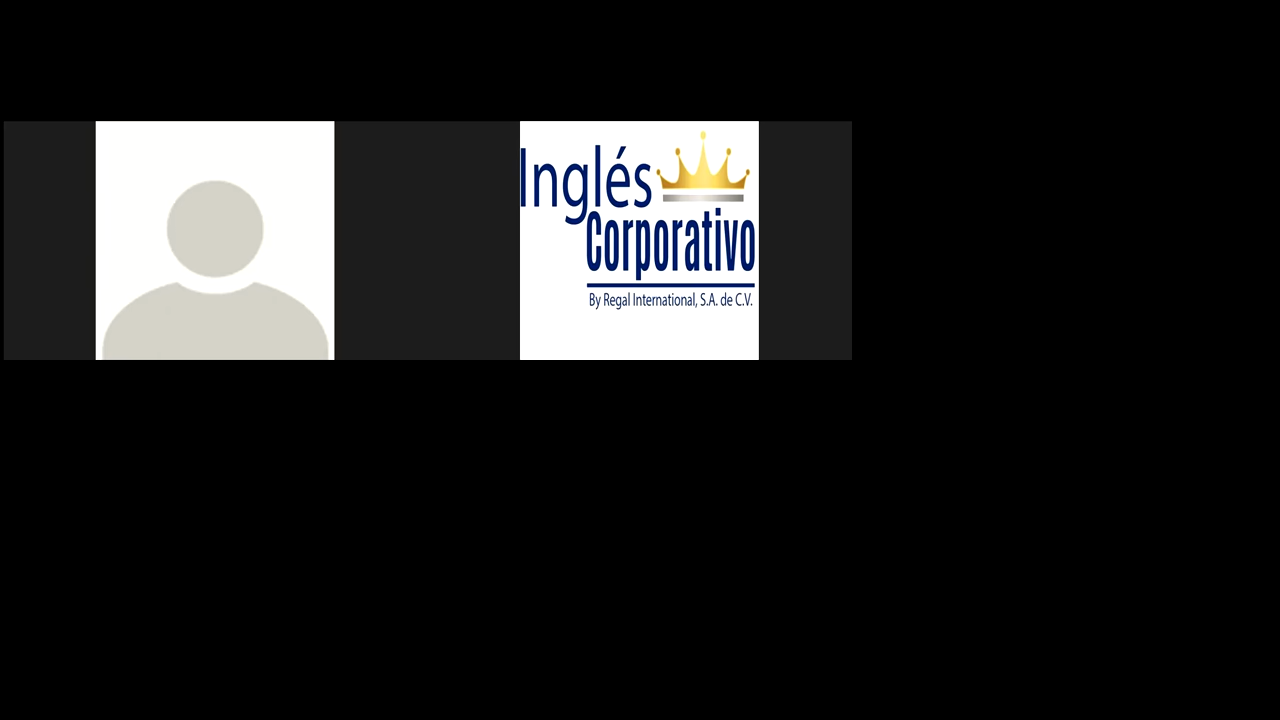 Inglés
Corporativo
By Regal International, S.A. de C.V.